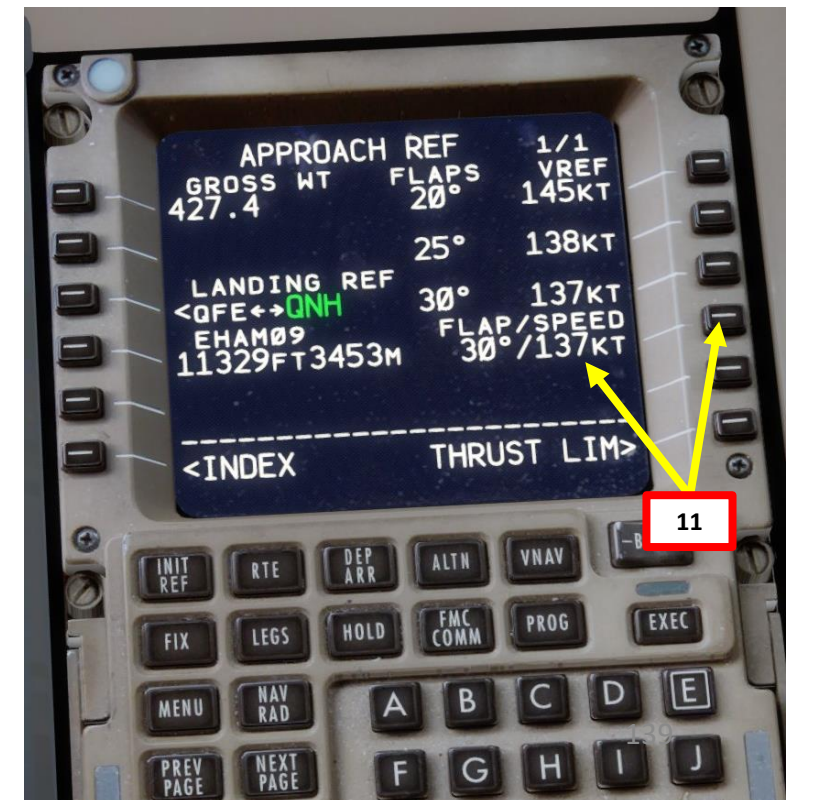 APPROACH REF 1/1
GROSS WT FLAPS VREF
427.4 20° 145KT
25° 138KT
LANDING REF
<QFE↔QNH 30° 137KT
EHAM09 FLAP/SPEED
11329FT3453M 30°/137KT
--------------------------------
<INDEX THRUST LIM>
11
INIT REF RTE DEP ARR ALTN VNAV
FIX LEGS HOLD FMC COMM PROG EXEC
MENU NAV RAD A B C D E
139
PREV PAGE NEXT PAGE F G H I J